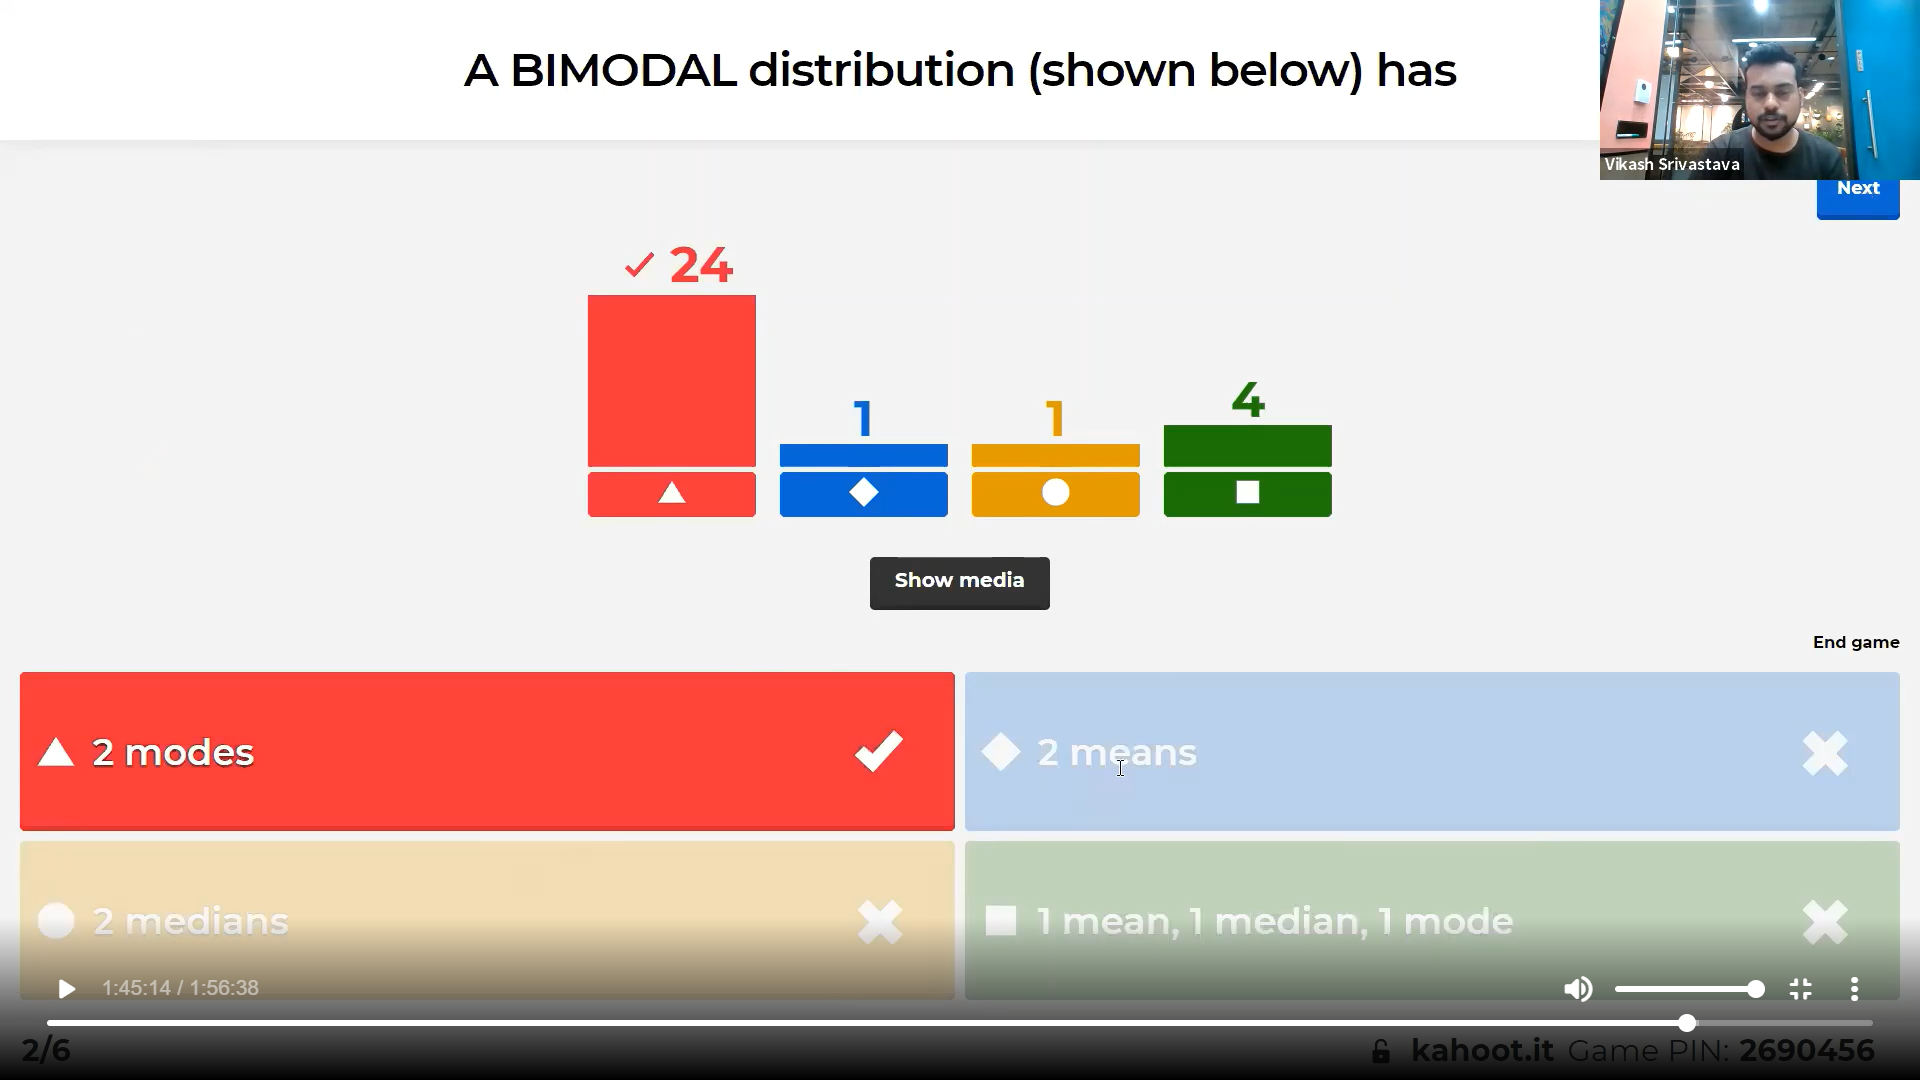 A BIMODAL distribution (shown below) has
Vikash Srivastava
Next
24
1
1
4
Show media
End game
2 modes
2 means
2 medians
1 mean, 1 median, 1 mode
1:45:14 / 1:56:38
2/6
kahoot.it Game PIN: 2690456